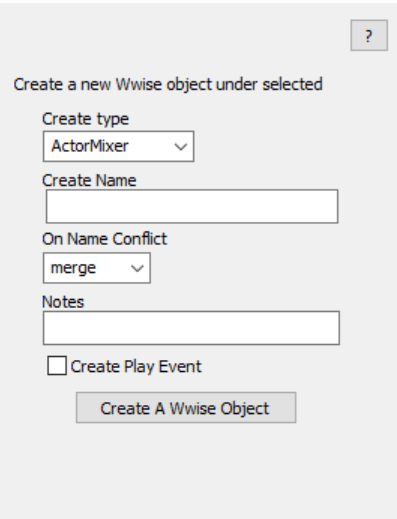 ?
Create a new Wwise object under selected
Create type
ActorMixer
Create Name
On Name Conflict
merge
Notes
Create Play Event
Create A Wwise Object